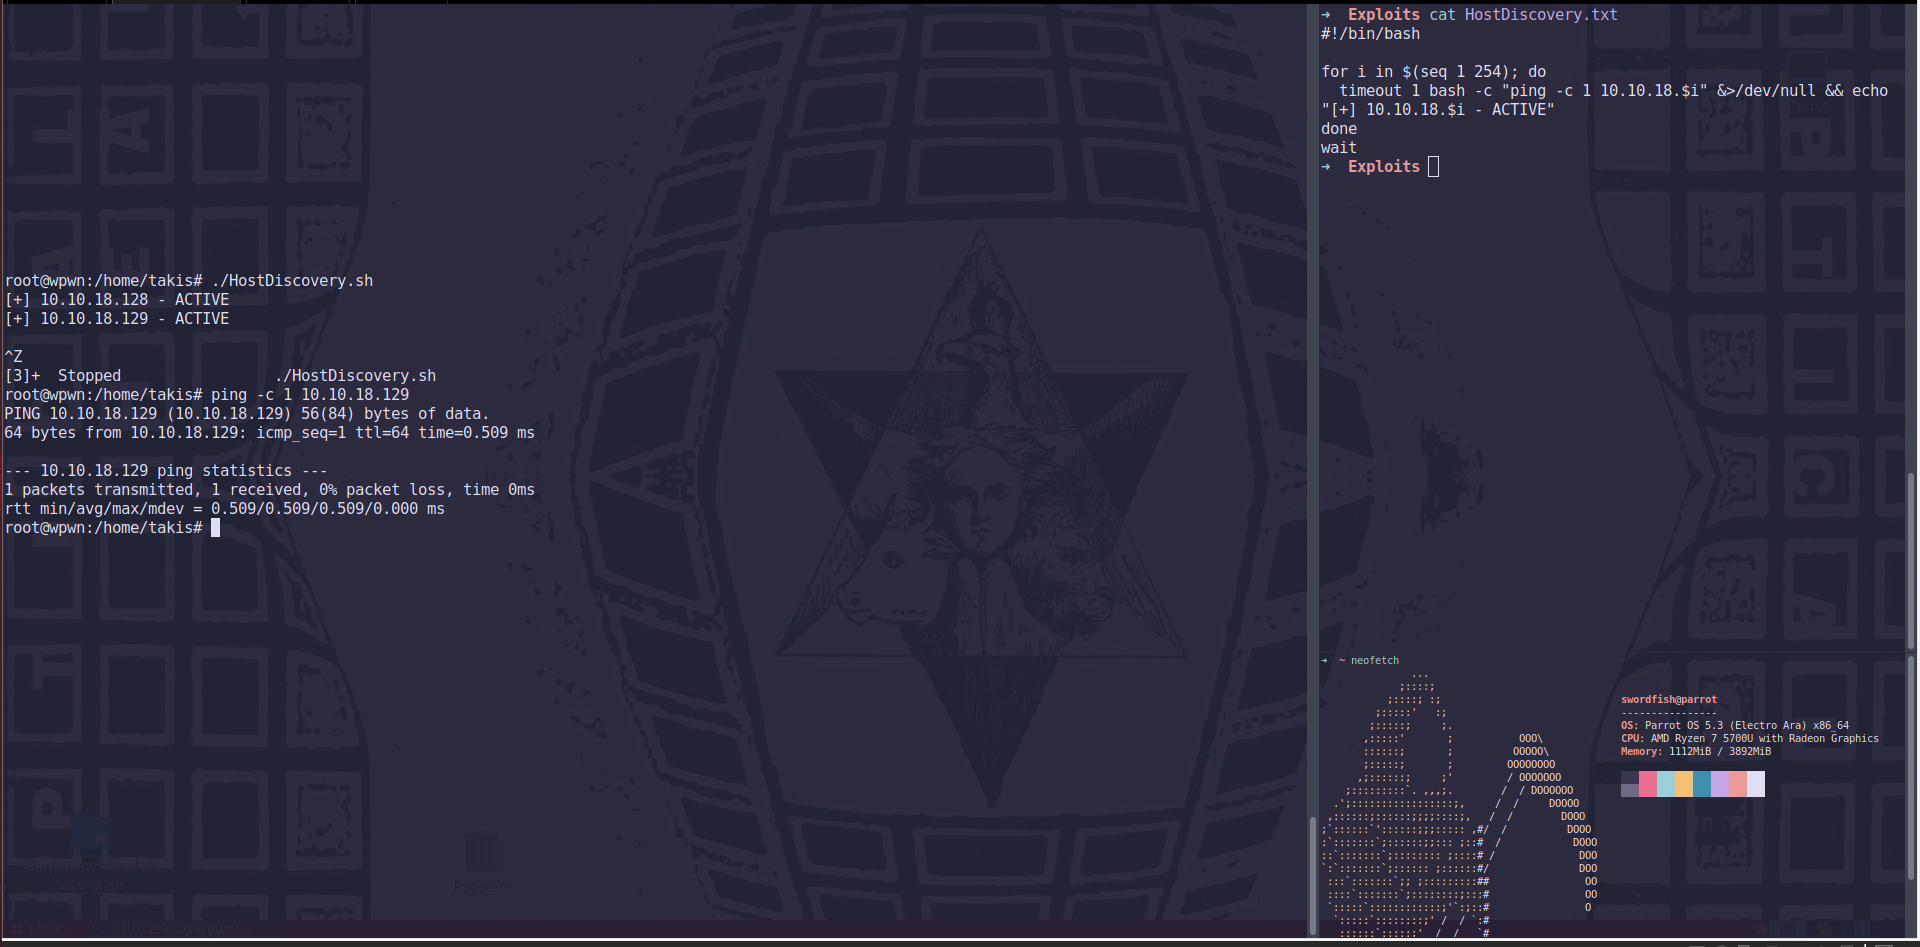 root@wpwn:/home/takis# ./HostDiscovery.sh
[+] 10.10.18.128 - ACTIVE
[+] 10.10.18.129 - ACTIVE
^Z
[3]+  Stopped                 ./HostDiscovery.sh
root@wpwn:/home/takis# ping -c 1 10.10.18.129
PING 10.10.18.129 (10.10.18.129) 56(84) bytes of data.
64 bytes from 10.10.18.129: icmp_seq=1 ttl=64 time=0.509 ms
--- 10.10.18.129 ping statistics ---
1 packets transmitted, 1 received, 0% packet loss, time 0ms
rtt min/avg/max/mdev = 0.509/0.509/0.509/0.000 ms
root@wpwn:/home/takis#
→  Exploits cat HostDiscovery.txt
#!/bin/bash
for i in $(seq 1 254); do
  timeout 1 bash -c "ping -c 1 10.10.18.$i" &>/dev/null && echo
"[+] 10.10.18.$i - ACTIVE"
done
wait
→  Exploits
→  ~ neofetch
swordfish@parrot
----------------
OS: Parrot OS 5.3 (Electro Ara) x86_64
CPU: AMD Ryzen 7 5700U with Radeon Graphics
Memory: 1112MiB / 3892MiB
swordfish
Papelera